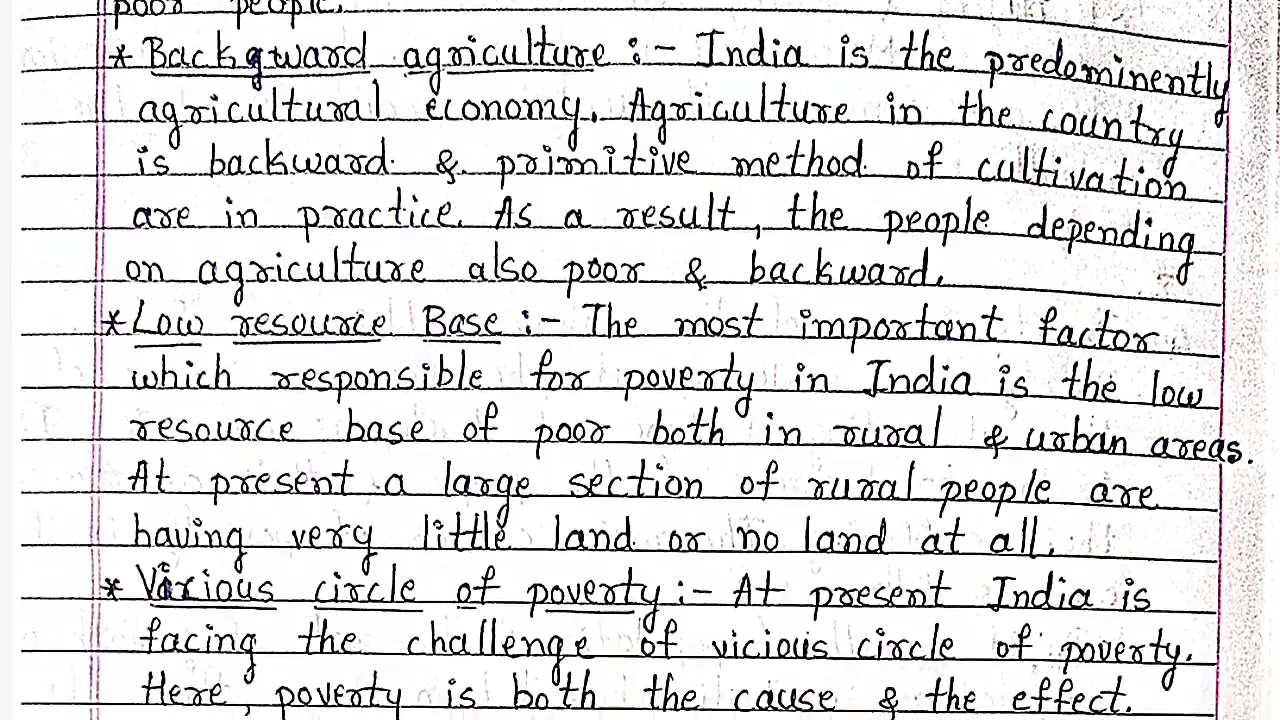 poor people.
* Backgward agriculture :- India is the predominently
agricultural economy. Agriculture in the country
is backward & primitive method of cultivation
are in practice. As a result, the people depending
on agriculture also poor & backward.
* Low resource Base :- The most important factor
which responsible for poverty in India is the low
resource base of poor both in rural & urban areas.
At present a large section of rural people are
having very little land or no land at all.
* Various circle of poverty :- At present India is
facing the challenge of vicious circle of poverty.
Here, poverty is both the cause & the effect.